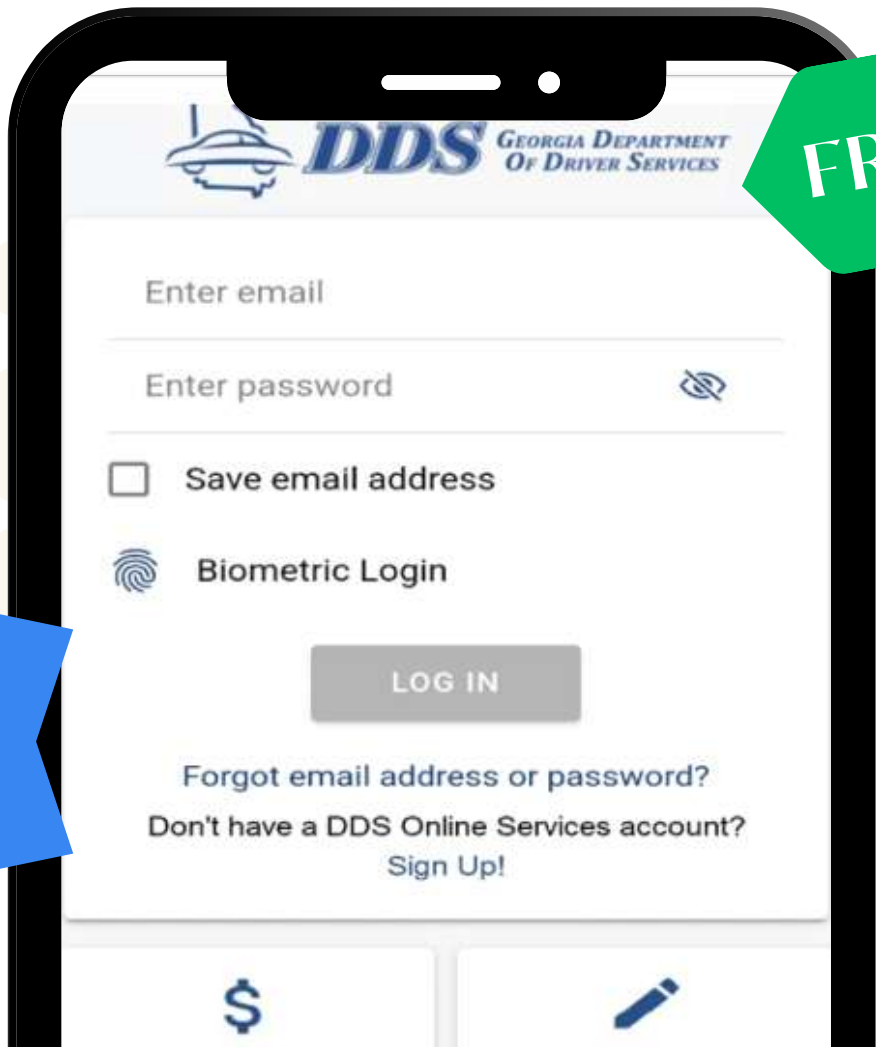 DDS GEORGIA DEPARTMENT
OF DRIVER SERVICES
Enter email
Enter password
Save email address
Biometric Login
LOG IN
Forgot email address or password?
Don't have a DDS Online Services account?
Sign Up!
$